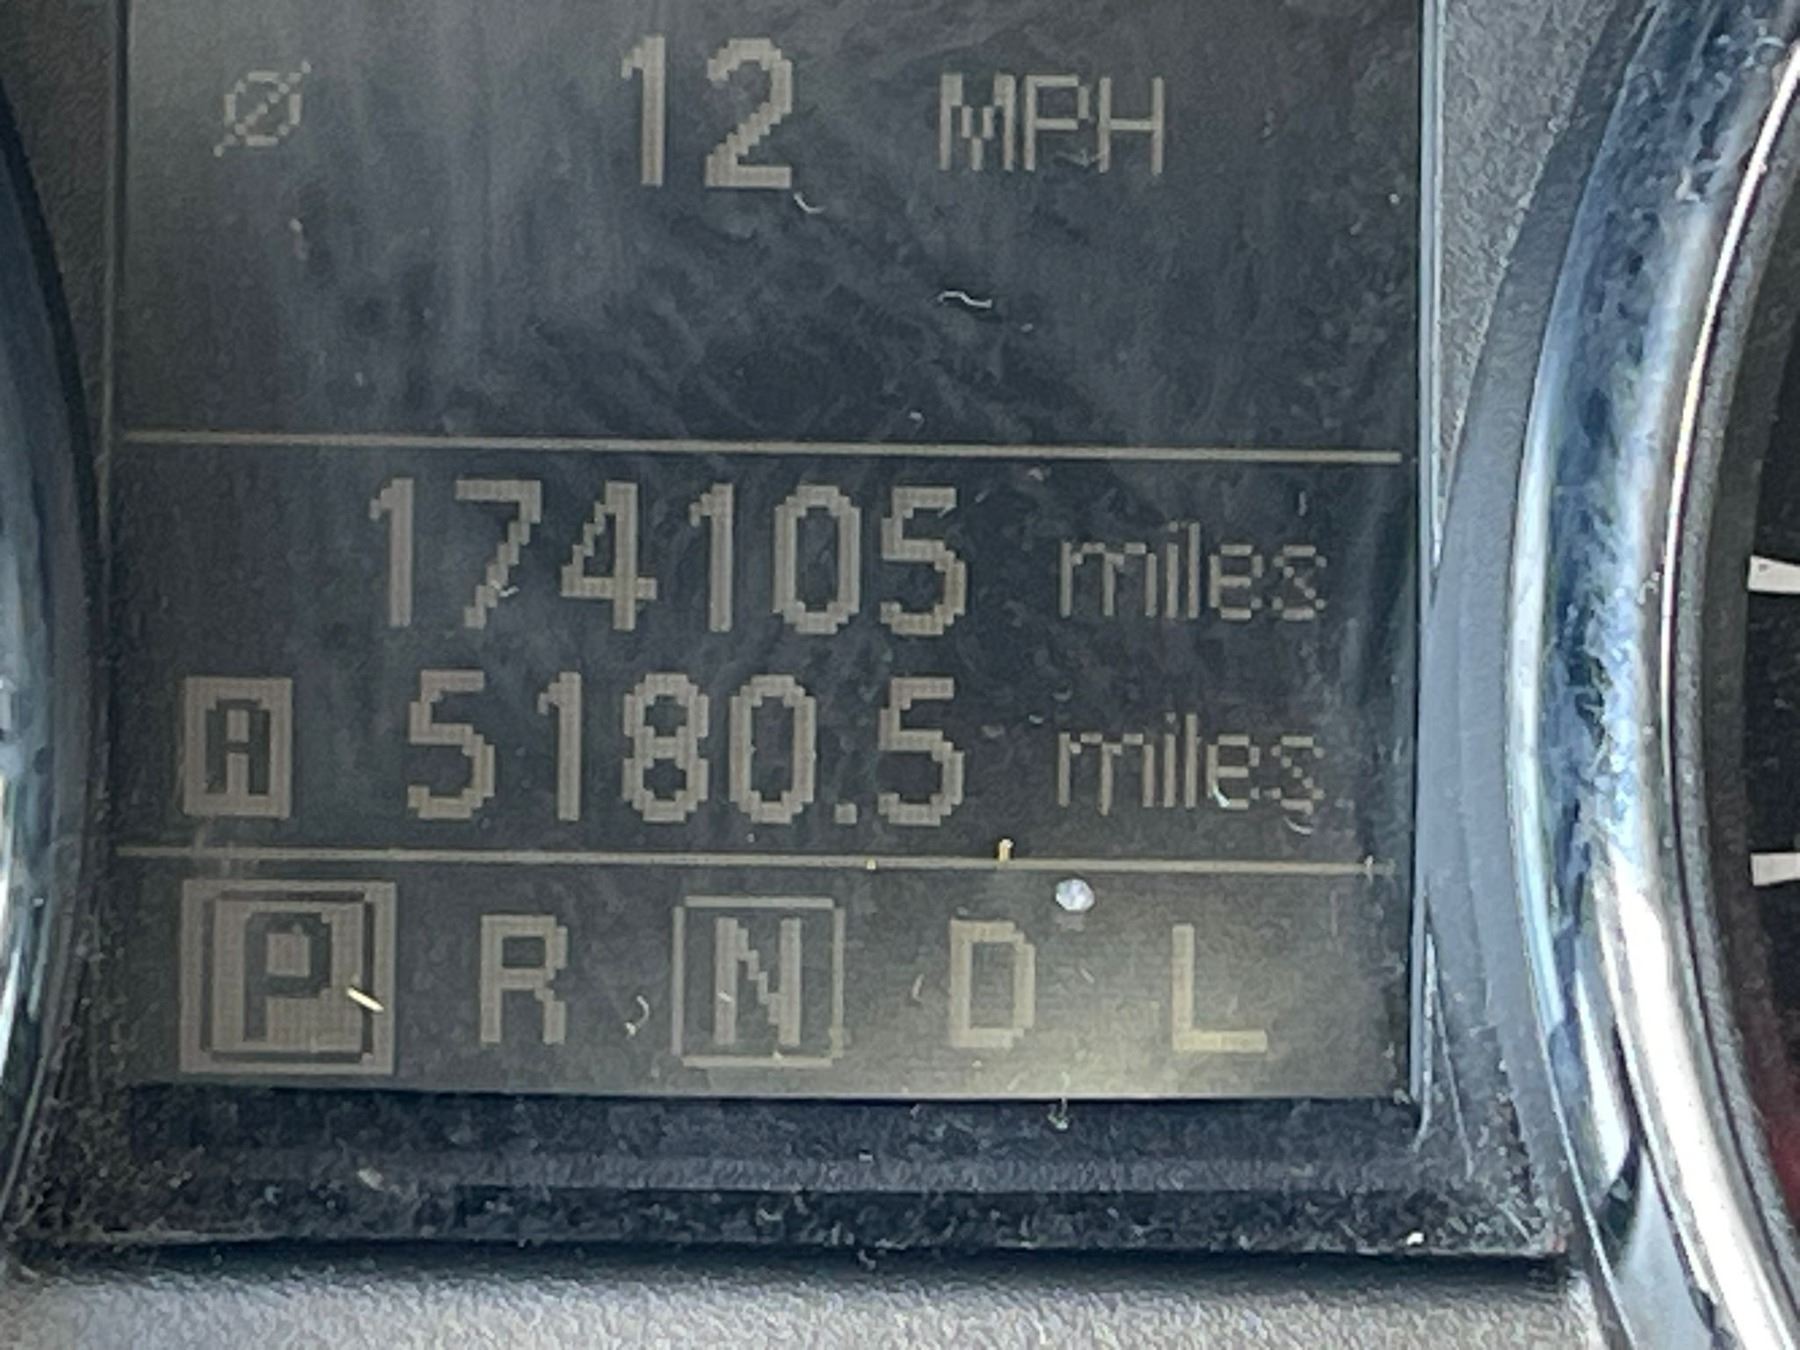 Ø 12 MPH
174105 miles
A 5180.5 miles
P R N D L